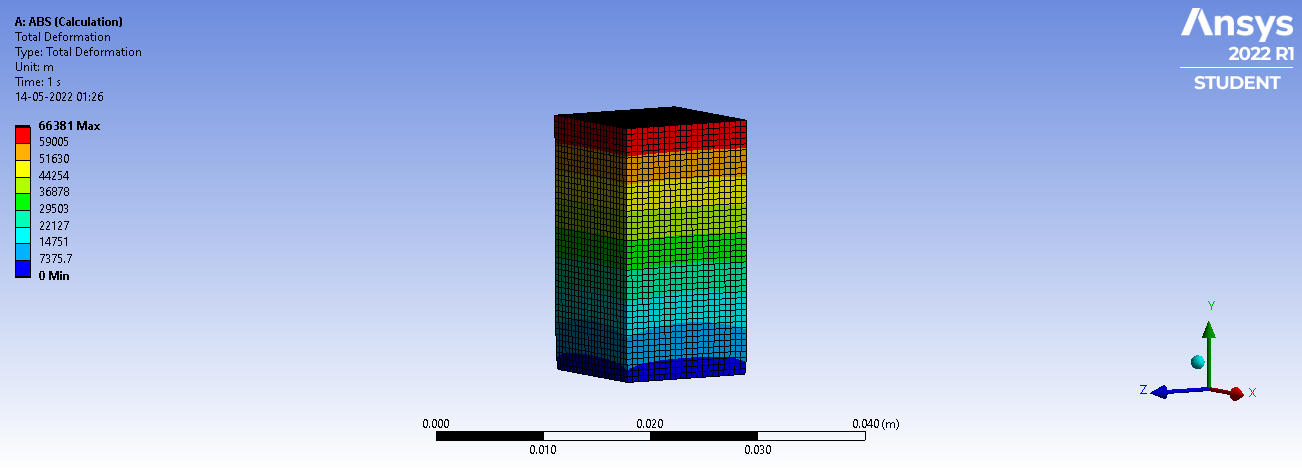 A: ABS (Calculation)
Total Deformation
Type: Total Deformation
Unit: m
Time: 1 s
14-05-2022 01:26
66381 Max
59005
51630
44254
36878
29503
22127
14751
7375.7
0 Min
Ansys
2022 R1
STUDENT
Y
Z
X
0.000
0.020
0.040 (m)
0.010
0.030